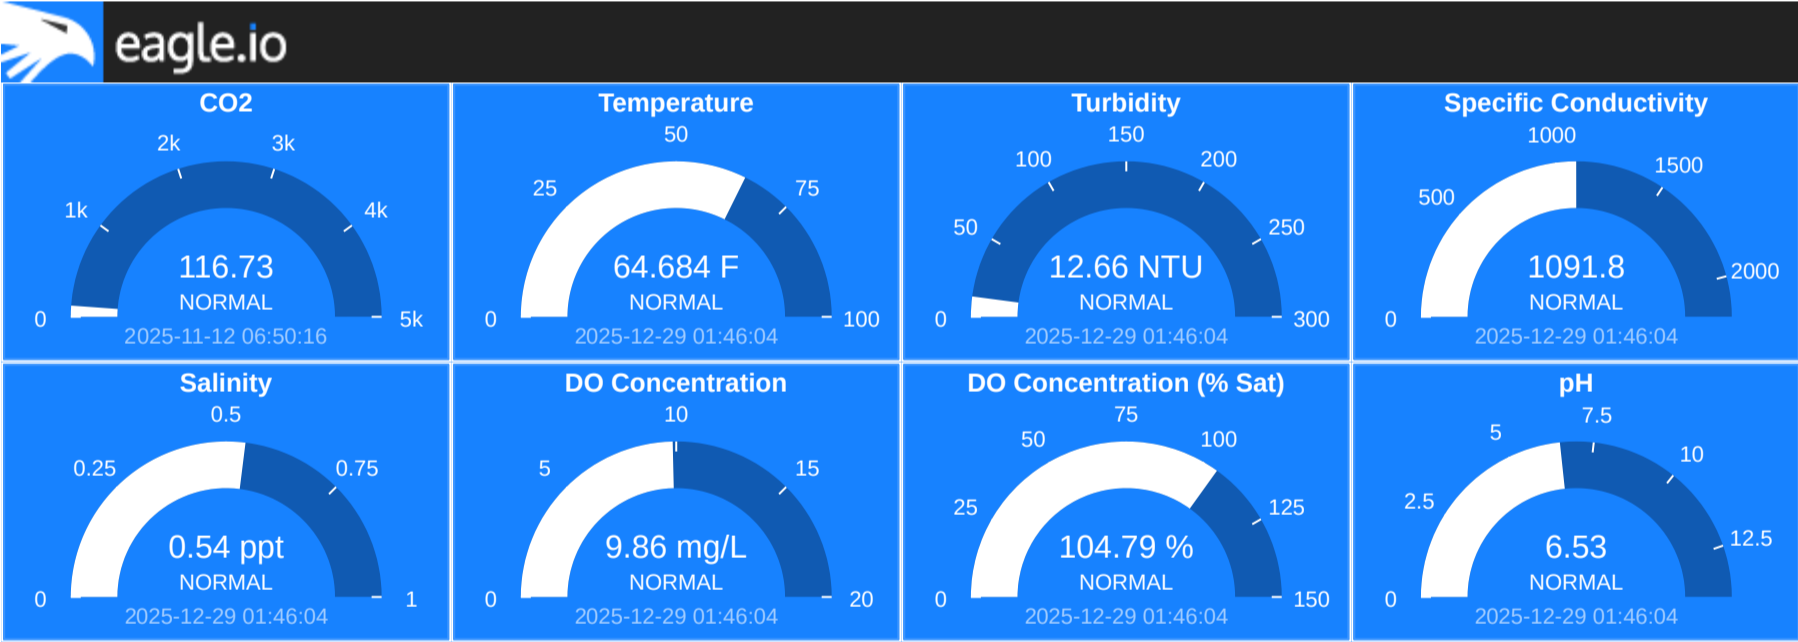 eagle.io
CO2
0
1k
2k
3k
4k
5k
116.73
NORMAL
2025-11-12 06:50:16
Temperature
0
25
50
75
100
64.684 F
NORMAL
2025-12-29 01:46:04
Turbidity
0
50
100
150
200
250
300
12.66 NTU
NORMAL
2025-12-29 01:46:04
Specific Conductivity
0
500
1000
1500
2000
1091.8
NORMAL
2025-12-29 01:46:04
Salinity
0
0.25
0.5
0.75
1
0.54 ppt
NORMAL
2025-12-29 01:46:04
DO Concentration
0
5
10
15
20
9.86 mg/L
NORMAL
2025-12-29 01:46:04
DO Concentration (% Sat)
0
25
50
75
100
125
150
104.79 %
NORMAL
2025-12-29 01:46:04
pH
0
2.5
5
7.5
10
12.5
6.53
NORMAL
2025-12-29 01:46:04